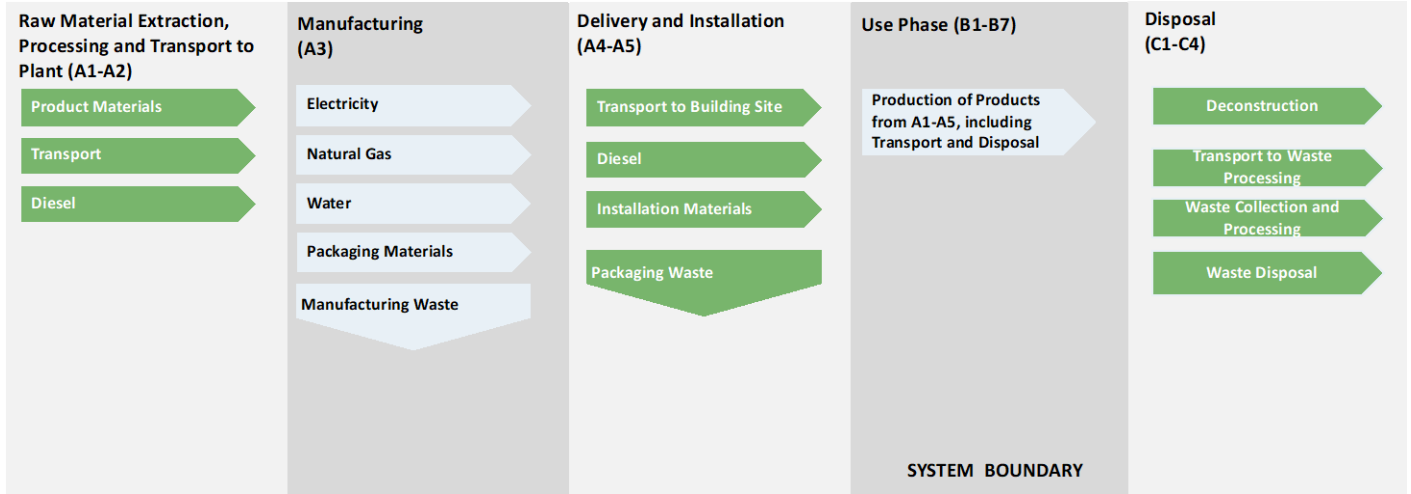 Raw Material Extraction,
Processing and Transport to
Plant (A1-A2)
Product Materials
Transport
Diesel
Manufacturing
(A3)
Electricity
Natural Gas
Water
Packaging Materials
Manufacturing Waste
Delivery and Installation
(A4-A5)
Transport to Building Site
Diesel
Installation Materials
Packaging Waste
Use Phase (B1-B7)
Production of Products
from A1-A5, including
Transport and Disposal
SYSTEM BOUNDARY
Disposal
(C1-C4)
Deconstruction
Transport to Waste
Processing
Waste Collection and
Processing
Waste Disposal